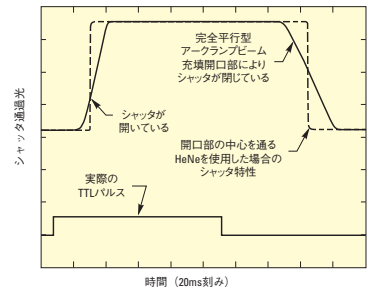 完全平行型
アークランプビーム
充填開口部により
シャッタが閉じている
シャッタ通過光
シャッタが
開いている
開口部の中心を通る
HeNeを使用した場合の
シャッタ特性
実際の
TTLパルス
時間（20ms刻み）